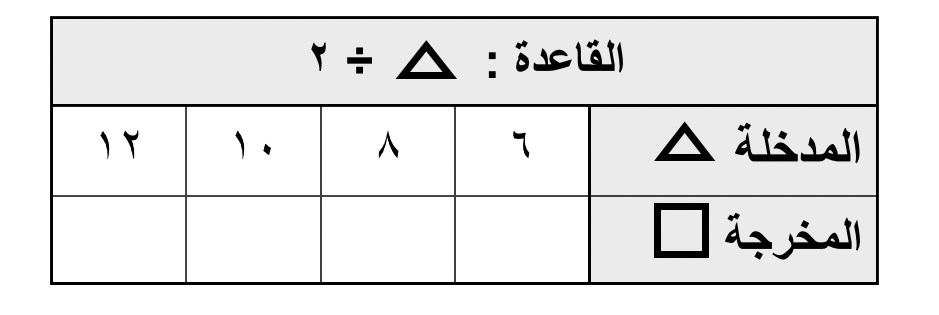 القاعدة : △ ÷ ٢
المدخلة △ ٦ ٨ ١٠ ١٢
المخرجة □